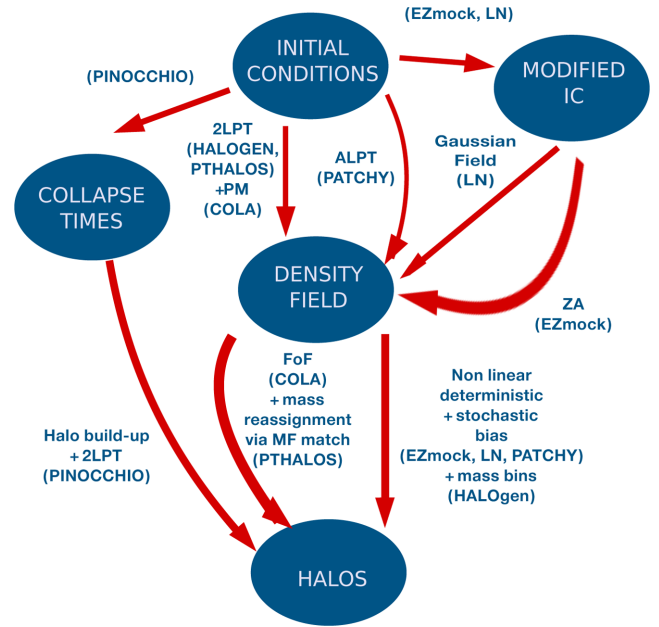 (EZmock, LN)
INITIAL
CONDITIONS
MODIFIED
IC
(PINOCCHIO)
2LPT
(HALOGEN,
PTHALOS)
+PM
(COLA)
ALPT
(PATCHY)
Gaussian
Field
(LN)
COLLAPSE
TIMES
DENSITY
FIELD
ZA
(EZmock)
FoF
(COLA)
+ mass
reassignment
via MF match
(PTHALOS)
Non linear
deterministic
+ stochastic
bias
(EZmock, LN, PATCHY)
+ mass bins
(HALOgen)
Halo build-up
+ 2LPT
(PINOCCHIO)
HALOS